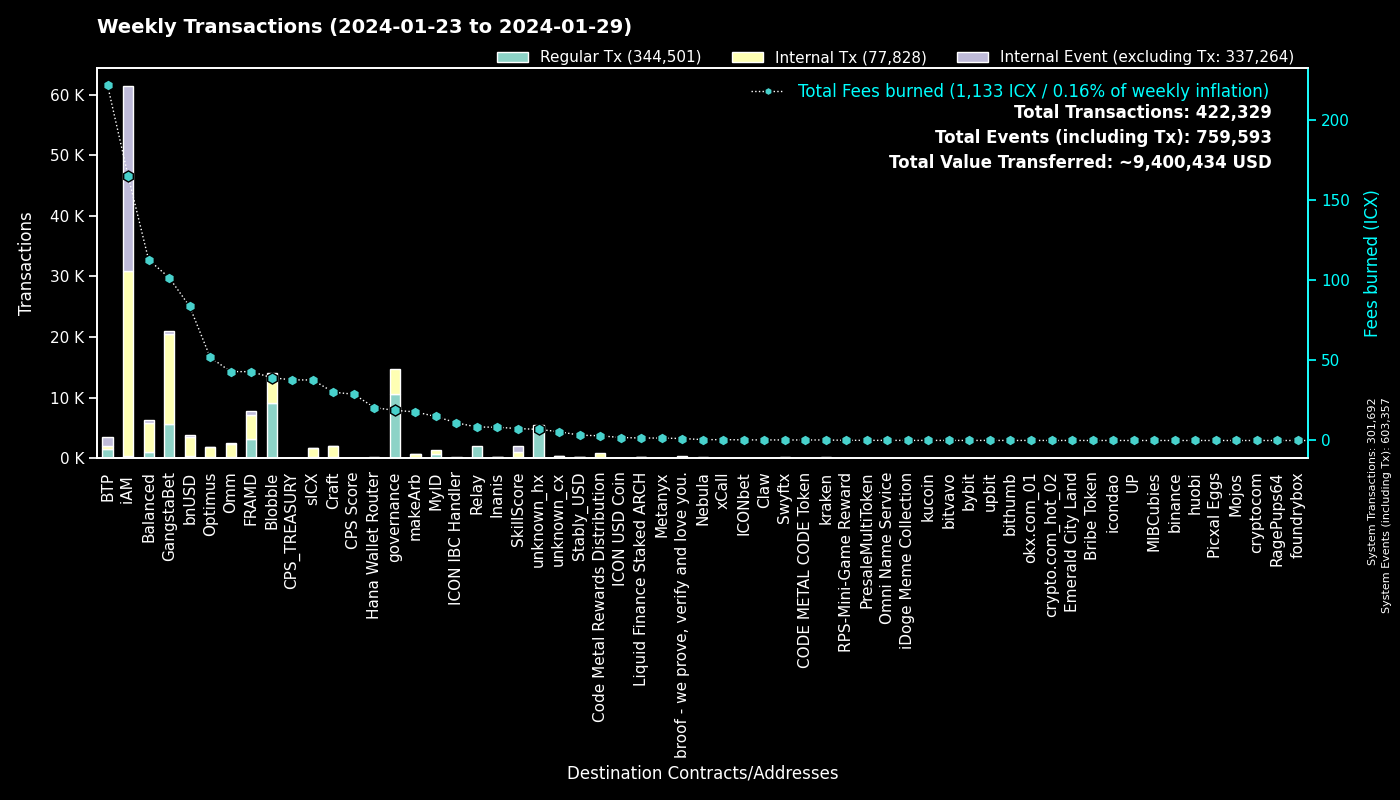 Weekly Transactions (2024-01-23 to 2024-01-29)
Regular Tx (344,501)
Internal Tx (77,828)
Internal Event (excluding Tx: 337,264)
Total Fees burned (1,133 ICX / 0.16% of weekly inflation)
Total Transactions: 422,329
Total Events (including Tx): 759,593
Total Value Transferred: ~9,400,434 USD
Transactions
60 K
50 K
40 K
30 K
20 K
10 K
0 K
200
150
100
50
0
Fees burned (ICX)
System Transactions: 301,692
System Events (including Tx): 603,357
BTP
iAM
Balanced
GangstaBet
bnUSD
Optimus
Omm
FRAMD
Blobble
CPS_TREASURY
sICX
Craft
CPS Score
Hana Wallet Router
governance
makeArb
MyID
ICON IBC Handler
Relay
Inanis
SkillScore
unknown_hx
unknown_cx
Stably_USD
Code Metal Rewards Distribution
ICON USD Coin
Liquid Finance Staked ARCH
Metanyx
broof - we prove, verify and love you.
Nebula
xCall
ICONbet
Claw
Swyftx
CODE METAL CODE Token
kraken
RPS-Mini-Game Reward
PresaleMultiToken
Omni Name Service
iDoge Meme Collection
kucoin
bitvavo
bybit
upbit
bithumb
okx.com_01
crypto.com_hot_02
Emerald City Land
Bribe Token
icondao
UP
MIBCubies
binance
huobi
Picxal Eggs
Mojos
cryptocom
RagePups64
foundrybox
Destination Contracts/Addresses